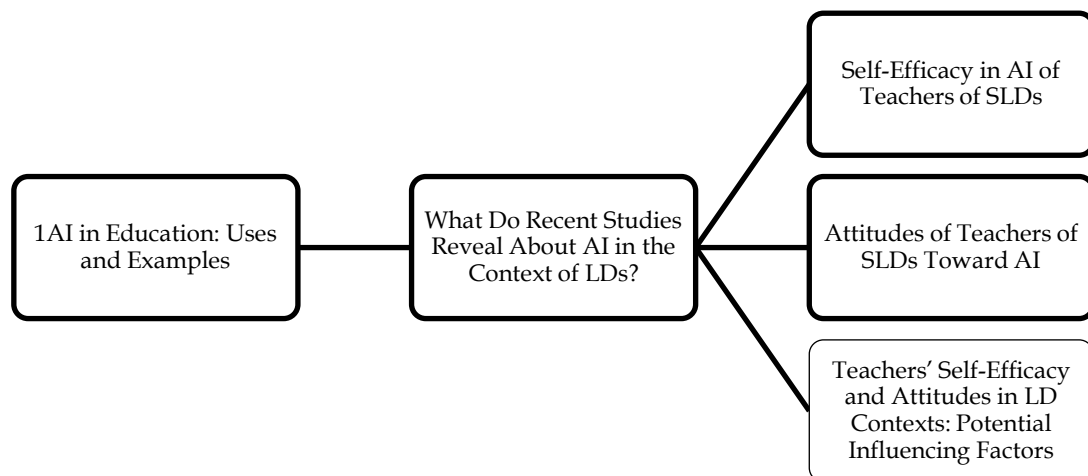 1AI in Education: Uses
and Examples
What Do Recent Studies
Reveal About AI in the
Context of LDs?
Self-Efficacy in AI of
Teachers of SLDs
Attitudes of Teachers of
SLDs Toward AI
Teachers’ Self-Efficacy
and Attitudes in LD
Contexts: Potential
Influencing Factors